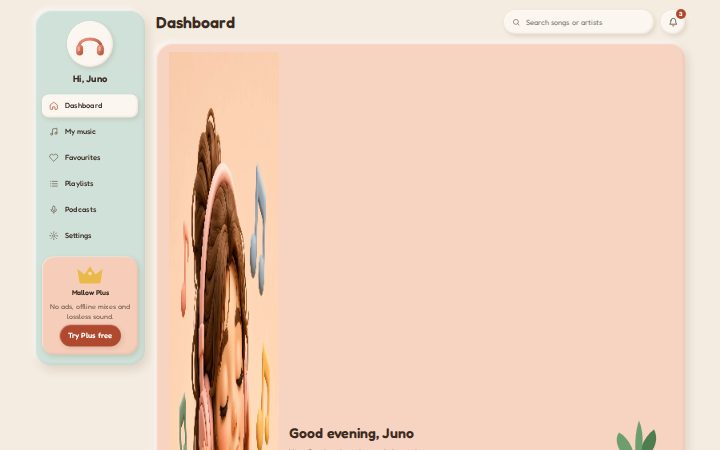 Dashboard
Search songs or artists
3
Hi, Juno
Dashboard
My music
Favourites
Playlists
Podcasts
Settings
Mallow Plus
No ads, offline mixes and
lossless sound.
Try Plus free
Good evening, Juno